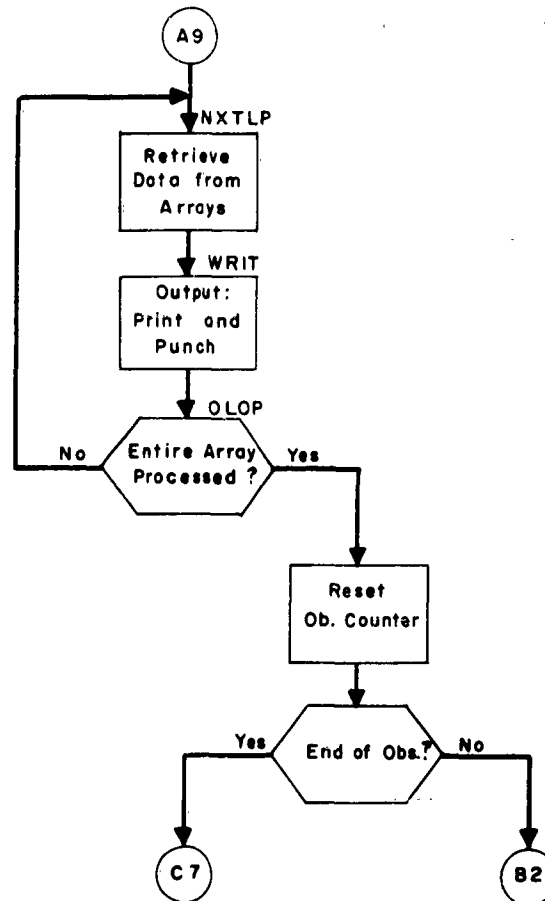 A9
NXTLP
Retrieve
Data from
Arrays
WRIT
Output:
Print and
Punch
OLOP
No
Entire Array
Processed ?
Yes
Reset
Ob. Counter
Yes
End of Obs.?
No
C7
B2